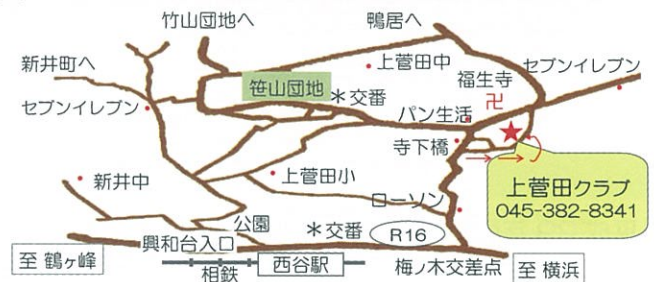 竹山団地へ
鴨居へ
新井町へ
上菅田中
福生寺
セブンイレブン
笹山団地
＊交番
卍
セブンイレブン
パン生活
寺下橋
新井中
上菅田小
ローソン
上菅田クラブ
045-382-8341
公園
＊交番
R16
興和台入口
至 鶴ヶ峰
相鉄
西谷駅
梅ノ木交差点
至 横浜